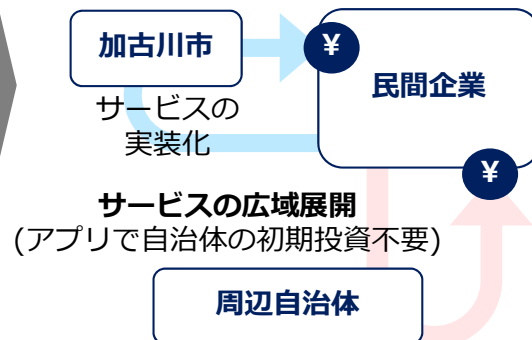 加古川市
¥
民間企業
サービスの
実装化
¥
サービスの広域展開
(アプリで自治体の初期投資不要)
周辺自治体